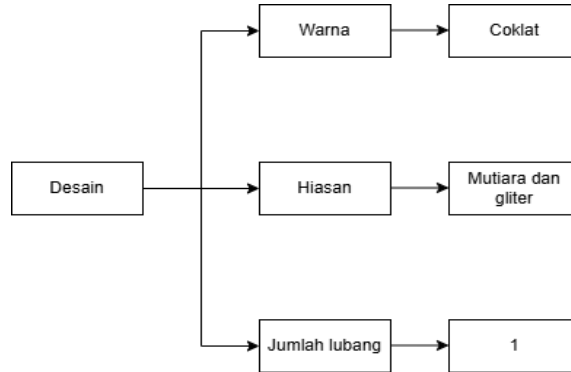 Warna
Coklat
Desain
Hiasan
Mutiara dan
gliter
Jumlah lubang
1